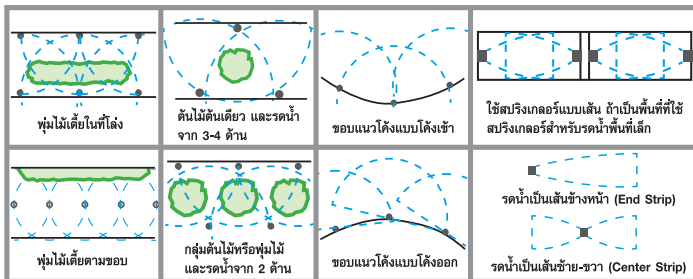 พุ่มไม้เตี้ยในที่โล่ง
ต้นไม้ต้นเดียว และรดน้ำ
จาก 3-4 ด้าน
ขอบแนวโค้งแบบโค้งเข้า
ใช้สปริงเกลอร์แบบเส้น ถ้าเป็นพื้นที่ที่ใช้
สปริงเกลอร์สำหรับรดน้ำพื้นที่เล็ก
พุ่มไม้เตี้ยตามขอบ
กลุ่มต้นไม้หรือพุ่มไม้
และรดน้ำจาก 2 ด้าน
ขอบแนวโค้งแบบโค้งออก
รดน้ำเป็นเส้นข้างหน้า (End Strip)
รดน้ำเป็นเส้นซ้าย-ขวา (Center Strip)